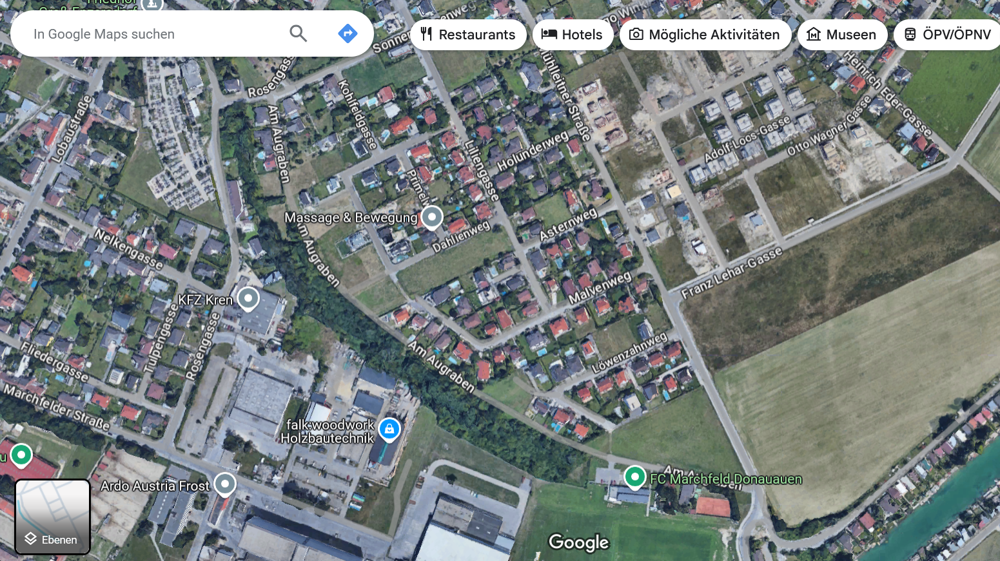 Friedhof
Groß-Enzersdorf
In Google Maps suchen
Restaurants
Hotels
Mögliche Aktivitäten
Museen
ÖPV/ÖPNV
Rosengasse
Kohlfeldgasse
Am Augraben
Lobaustraße
Mühlleitner Straße
Heinrich Eder-Gasse
Adolf-Loos-Gasse
Otto Wagner Gasse
Holunderweg
Liliengasse
Massage & Bewegung
Am Augraben
Dahlienweg
Asternweg
Nelkengasse
Franz Lehar-Gasse
Malvenweg
KFZ Kren
Tulpengasse
Rosengasse
Fliedergasse
Löwenzahnweg
Am Augraben
Marchfelder Straße
falk:woodwork
Holzbautechnik
u
Ardo Austria Frost
FC Marchfeld Donauauen
Ebenen
Google